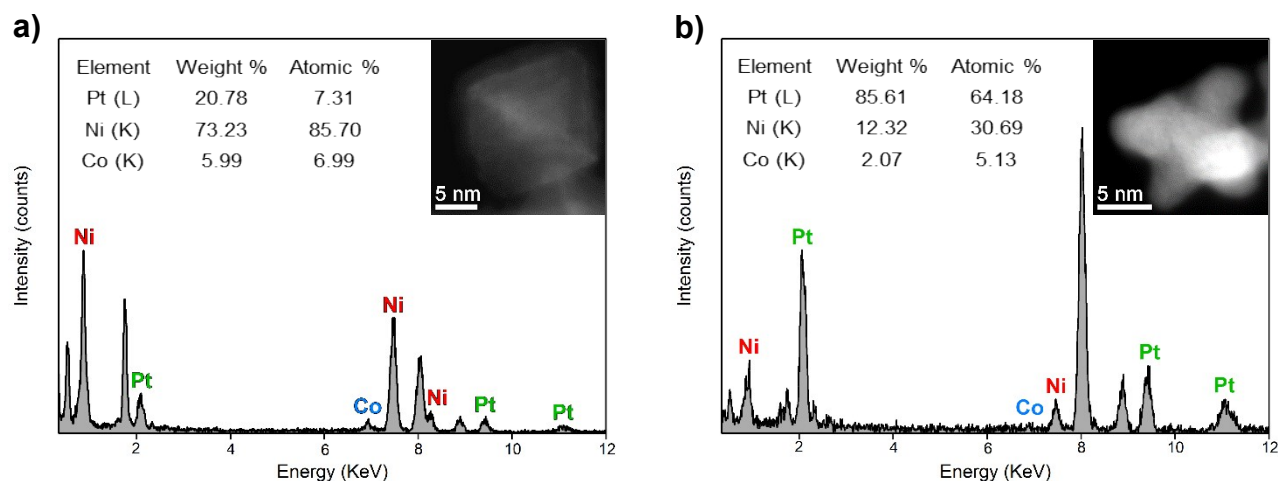 a)
Element Weight % Atomic %
Pt (L) 20.78 7.31
Ni (K) 73.23 85.70
Co (K) 5.99 6.99
5 nm
Ni
Pt
Co
Ni
Ni
Pt
Pt
Intensity (counts)
2 4 6 8 10 12
Energy (KeV)
b)
Element Weight % Atomic %
Pt (L) 85.61 64.18
Ni (K) 12.32 30.69
Co (K) 2.07 5.13
5 nm
Ni
Pt
Co
Ni
Pt
Pt
Intensity (counts)
2 4 6 8 10 12
Energy (KeV)